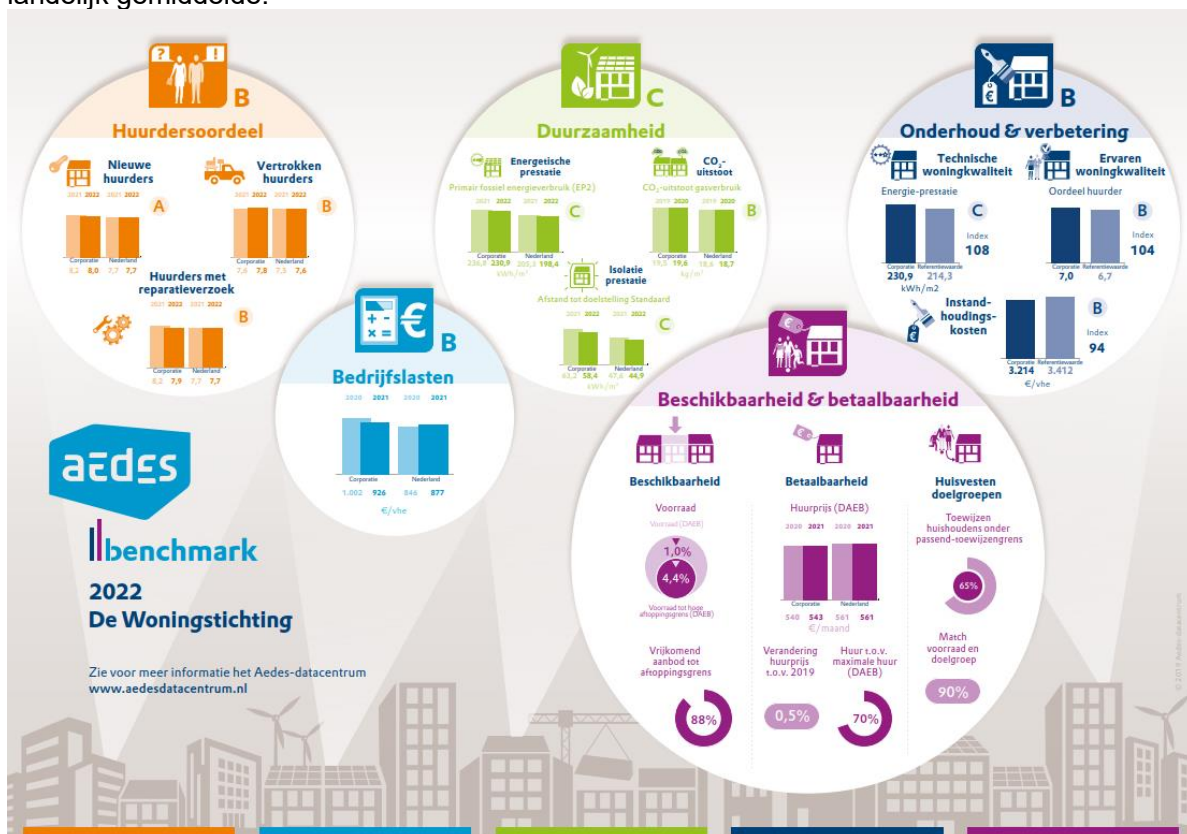 landelijk gemiddelde.
? !
B
Huurdersoordeel
Nieuwe
huurders
2021 2022 2021 2022
A
Corporatie Nederland
8,2 8,0 7,7 7,7
Vertrokken
huurders
2021 2022 2021 2022
B
Corporatie Nederland
7,6 7,8 7,5 7,6
Huurders met
reparatieverzoek
2021 2022 2021 2022
B
Corporatie Nederland
8,2 7,9 7,7 7,7
B
Bedrijfslasten
2020 2021 2020 2021
Corporatie Nederland
1.002 926 846 877
€/vhe
C
Duurzaamheid
Energetische
prestatie
Primair fossiel energieverbruik (EP2)
2021 2022 2021 2022
C
Corporatie Nederland
236,8 230,9 203,1 198,4
kWh/m²
CO₂-
uitstoot
CO₂-uitstoot gasverbruik
2019 2020 2019 2020
B
Corporatie Nederland
19,5 19,6 18,6 18,7
kg/m²
Isolatie
prestatie
Afstand tot doelstelling Standaard
2021 2022 2021 2022
C
Corporatie Nederland
63,2 58,4 47,6 44,9
kWh/m²
B
Onderhoud & verbetering
Technische
woningkwaliteit
Energie-prestatie
C
Index
108
Corporatie Referentiewaarde
230,9 214,3
kWh/m2
Ervaren
woningkwaliteit
Oordeel huurder
B
Index
104
Corporatie Referentiewaarde
7,0 6,7
Instand-
houdings-
kosten
B
Index
94
Corporatie Referentiewaarde
3.214 3.412
€/vhe
Beschikbaarheid & betaalbaarheid
Beschikbaarheid
Voorraad
Voorraad (DAEB)
1,0%
4,4%
Voorraad tot hoge
aftoppingsgrens (DAEB)
Vrijkomend
aanbod tot
aftoppingsgrens
88%
Betaalbaarheid
Huurprijs (DAEB)
2020 2021 2020 2021
Corporatie Nederland
540 543 561 561
€/maand
Verandering
huurprijs
t.o.v. 2019
0,5%
Huur t.o.v.
maximale huur
(DAEB)
70%
Huisvesten
doelgroepen
Toewijzen
huishoudens onder
passend-toewijzengrens
65%
Match
voorraad en
doelgroep
90%
aedes
benchmark
2022
De Woningstichting
Zie voor meer informatie het Aedes-datacentrum
www.aedesdatacentrum.nl
© 2019 Aedes-datacentrum